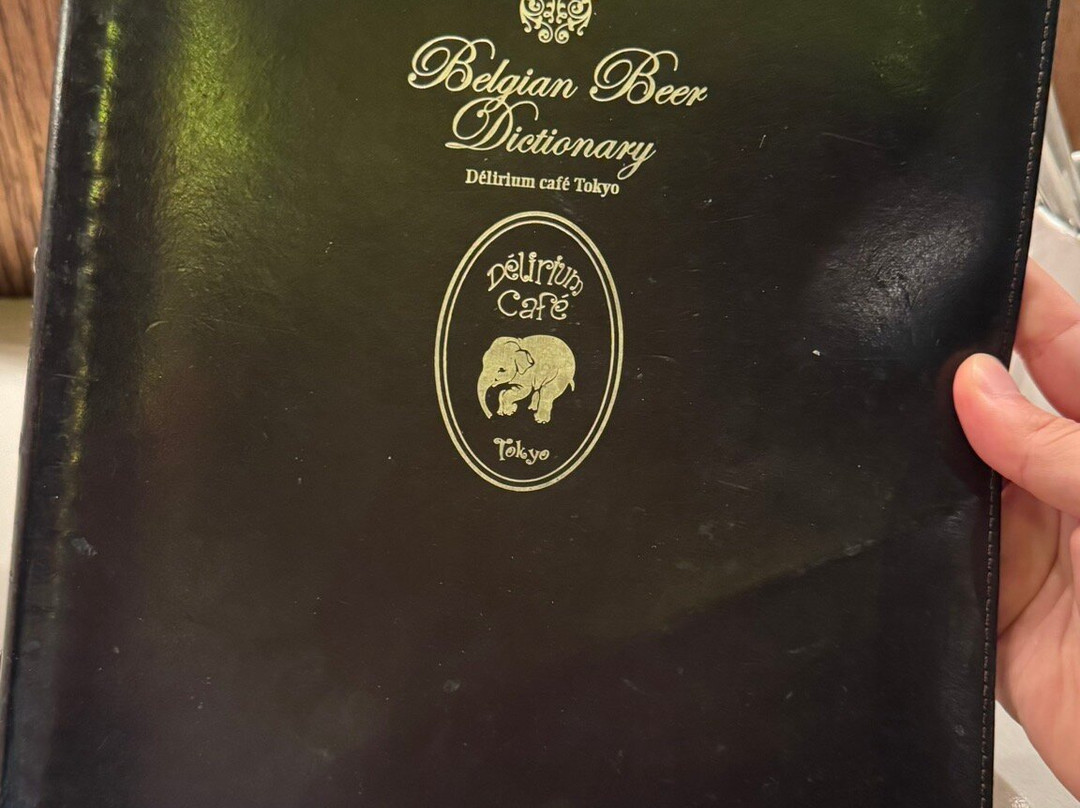 Belgian Beer
Dictionary
Délirium café Tokyo
Délirium
Café
Tokyo